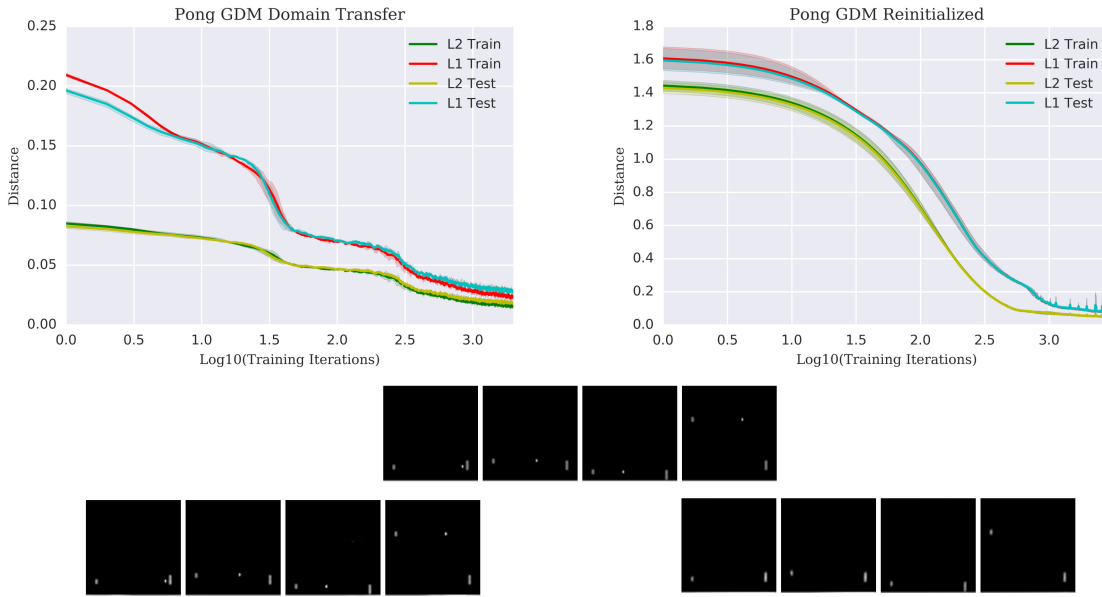 Pong GDM Domain Transfer
0.25
0.20
0.15
0.10
0.05
0.00
Distance
L2 Train
L1 Train
L2 Test
L1 Test
0.0 0.5 1.0 1.5 2.0 2.5 3.0
Log10(Training Iterations)
Pong GDM Reinitialized
1.8
1.6
1.4
1.2
1.0
0.8
0.6
0.4
0.2
0.0
Distance
L2 Train
L1 Train
L2 Test
L1 Test
0.0 0.5 1.0 1.5 2.0 2.5 3.0
Log10(Training Iterations)